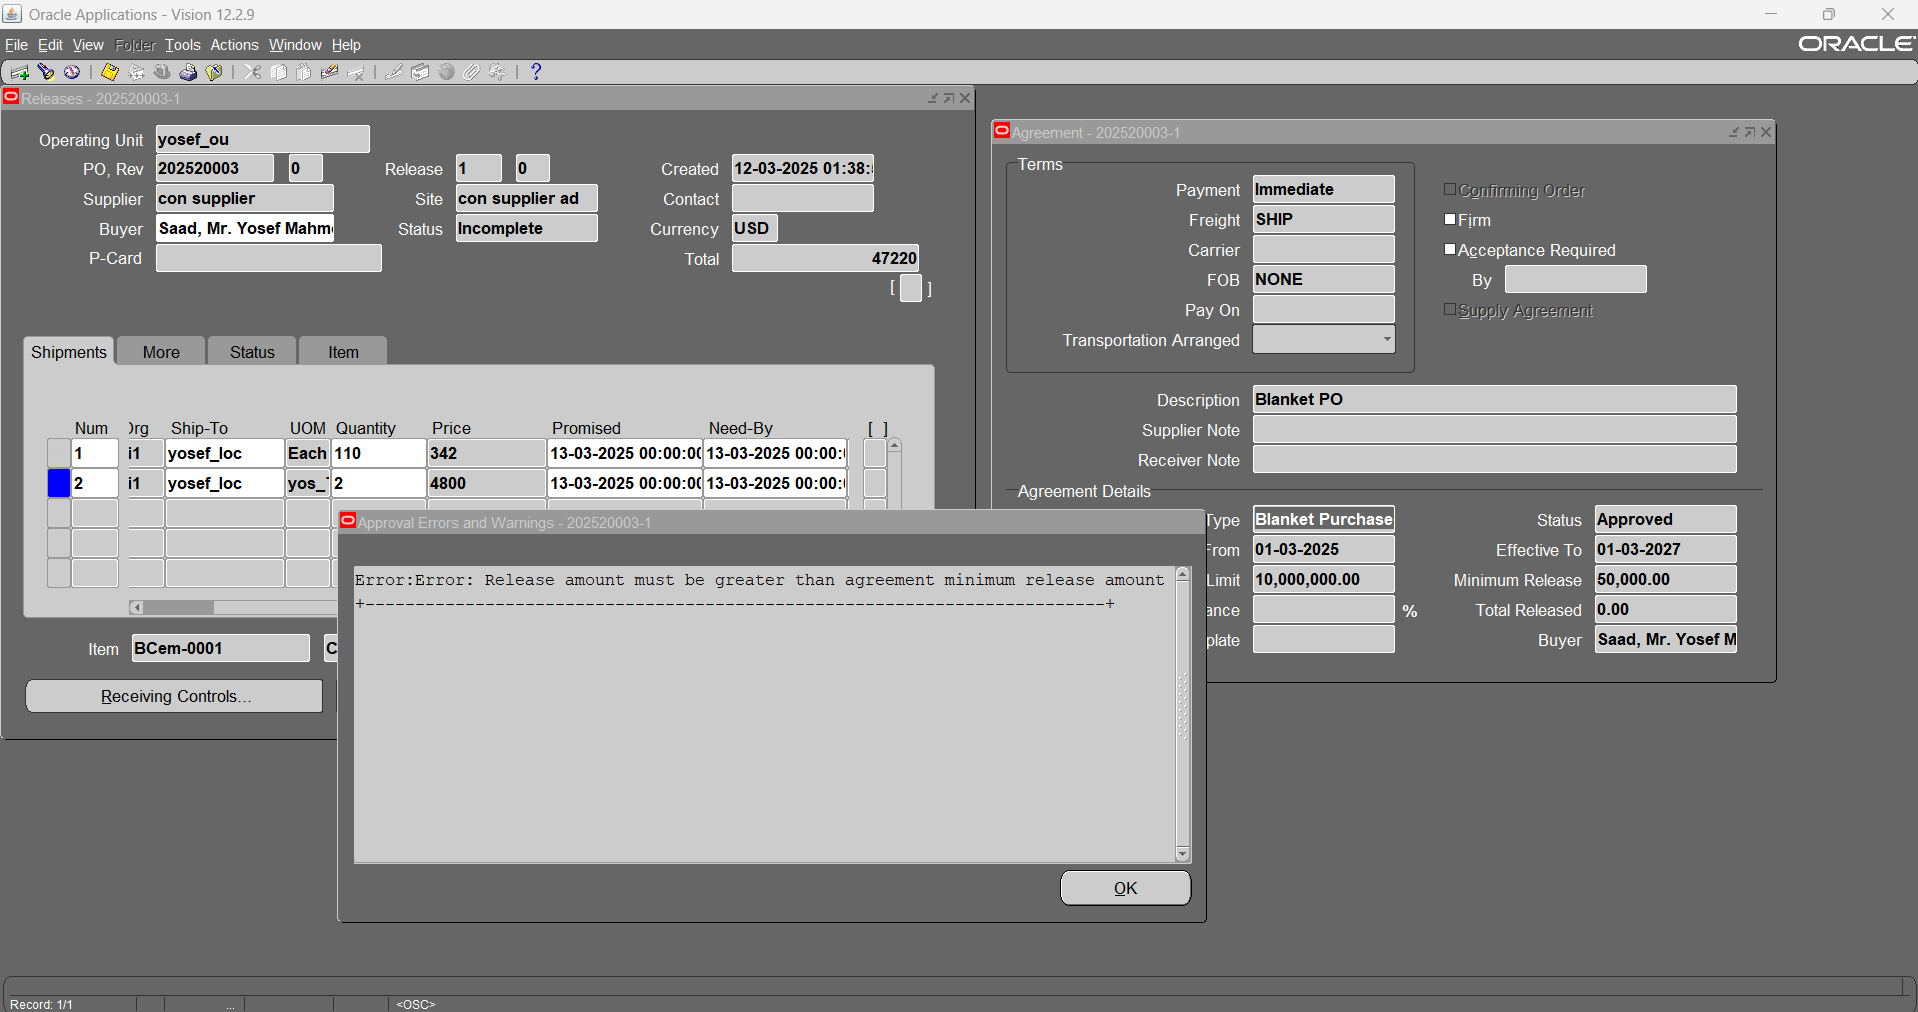 Oracle Applications - Vision 12.2.9
File Edit View Folder Tools Actions Window Help
ORACLE
Releases - 202520003-1
Operating Unit yosef_ou
PO, Rev 202520003 0 Release 1 0 Created 12-03-2025 01:38:
Supplier con supplier Site con supplier ad Contact
Buyer Saad, Mr. Yosef Mahm Status Incomplete Currency USD
P-Card Total 47220
[ ]
Shipments More Status Item
Num Org Ship-To UOM Quantity Price Promised Need-By [ ]
1 i1 yosef_loc Each 110 342 13-03-2025 00:00:00 13-03-2025 00:00:
2 i1 yosef_loc yos_ 2 4800 13-03-2025 00:00:00 13-03-2025 00:00:
Item BCem-0001 C
Receiving Controls...
Agreement - 202520003-1
Terms
Payment Immediate
Freight SHIP
Carrier
FOB NONE
Pay On
Transportation Arranged
Confirming Order
Firm
Acceptance Required
By
Supply Agreement
Description Blanket PO
Supplier Note
Receiver Note
Agreement Details
Type Blanket Purchase Status Approved
From 01-03-2025 Effective To 01-03-2027
Limit 10,000,000.00 Minimum Release 50,000.00
ance % Total Released 0.00
plate Buyer Saad, Mr. Yosef M
Approval Errors and Warnings - 202520003-1
Error:Error: Release amount must be greater than agreement minimum release amount
+--------------------------------------------------------------------------+
OK
Record: 1/1 ... <OSC>